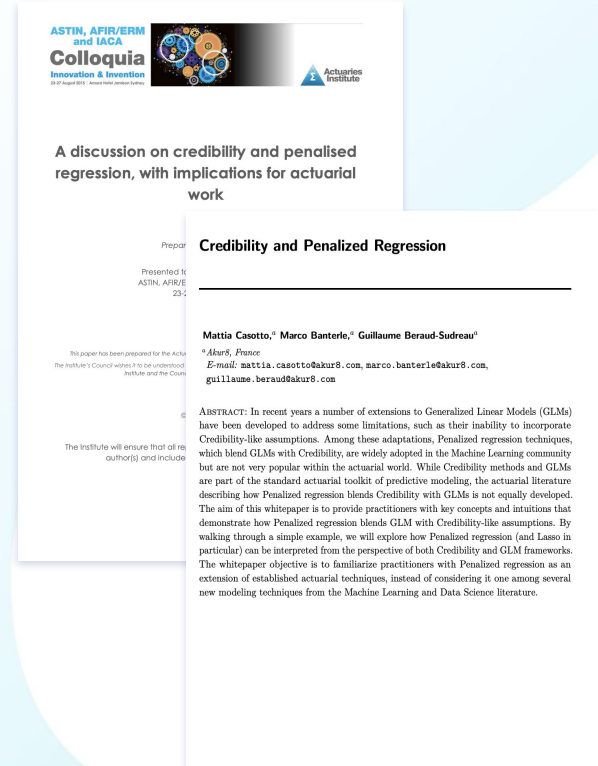 ASTIN, AFIR/ERM
and IACA
Colloquia
Innovation & Invention
23-27 August 2015 | Amora Hotel Jamison Sydney
Actuaries
Institute
A discussion on credibility and penalised
regression, with implications for actuarial
work
Prepar
Presented to
ASTIN, AFIR/E
23-2
This paper has been prepared for the Actu
The Institute's Council wishes it to be understood
Institute and the Counc
©
The Institute will ensure that all rep
author(s) and include
Credibility and Penalized Regression
Mattia Casotto,a Marco Banterle,a Guillaume Beraud-Sudreaua
aAkur8, France
E-mail: mattia.casotto@akur8.com, marco.banterle@akur8.com,
guillaume.beraud@akur8.com
Abstract: In recent years a number of extensions to Generalized Linear Models (GLMs)
have been developed to address some limitations, such as their inability to incorporate
Credibility-like assumptions. Among these adaptations, Penalized regression techniques,
which blend GLMs with Credibility, are widely adopted in the Machine Learning community
but are not very popular within the actuarial world. While Credibility methods and GLMs
are part of the standard actuarial toolkit of predictive modeling, the actuarial literature
describing how Penalized regression blends Credibility with GLMs is not equally developed.
The aim of this whitepaper is to provide practitioners with key concepts and intuitions that
demonstrate how Penalized regression blends GLM with Credibility-like assumptions. By
walking through a simple example, we will explore how Penalized regression (and Lasso in
particular) can be interpreted from the perspective of both Credibility and GLM frameworks.
The whitepaper objective is to familiarize practitioners with Penalized regression as an
extension of established actuarial techniques, instead of considering it one among several
new modeling techniques from the Machine Learning and Data Science literature.